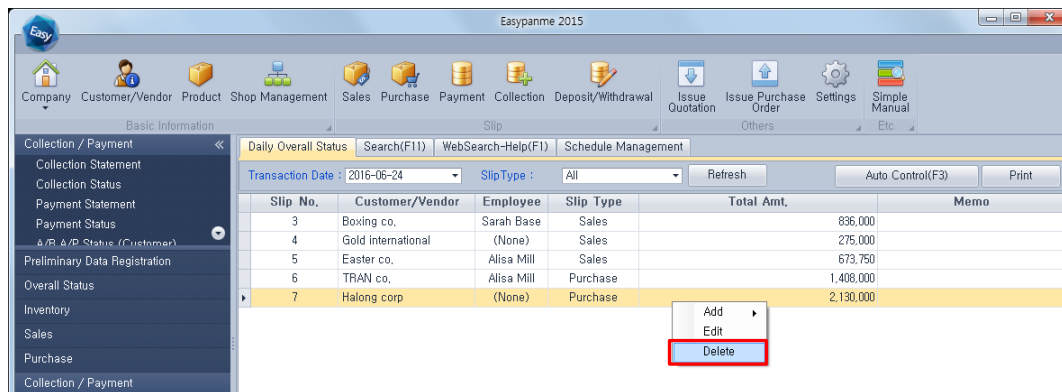 Easypanme 2015
Easy
Company Customer/Vendor Product Shop Management Sales Purchase Payment Collection Deposit/Withdrawal Issue Quotation Issue Purchase Order Settings Simple Manual
Basic Information Slip Others Etc
Collection / Payment
Collection Statement
Collection Status
Payment Statement
Payment Status
A/R A/P Status (Customer)
Preliminary Data Registration
Overall Status
Inventory
Sales
Purchase
Collection / Payment
Daily Overall Status Search(F11) WebSearch-Help(F1) Schedule Management
Transaction Date : 2016-06-24 SlipType : All Refresh Auto Control(F3) Print
Slip No. Customer/Vendor Employee Slip Type Total Amt. Memo
3 Boxing co. Sarah Base Sales 836,000
4 Gold international (None) Sales 275,000
5 Easter co. Alisa Mill Sales 673,750
6 TRAN co. Alisa Mill Purchase 1,408,000
7 Halong corp (None) Purchase 2,130,000
Add
Edit
Delete